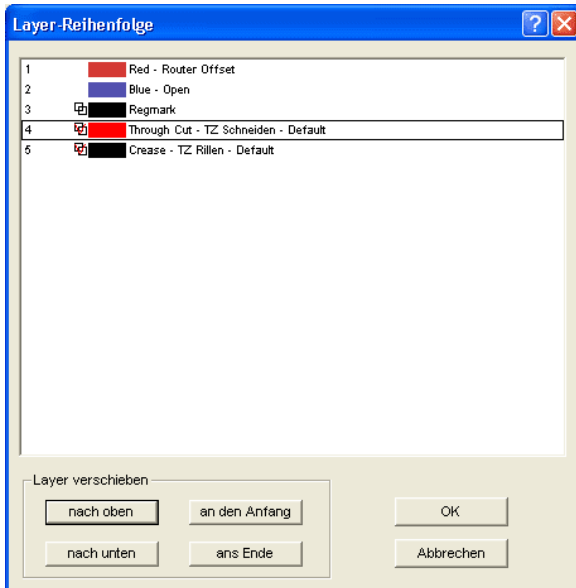 Layer-Reihenfolge
1 Red - Router Offset
2 Blue - Open
3 Regmark
4 Through Cut - TZ Schneiden - Default
5 Crease - TZ Rillen - Default
Layer verschieben
nach oben an den Anfang OK
nach unten ans Ende Abbrechen